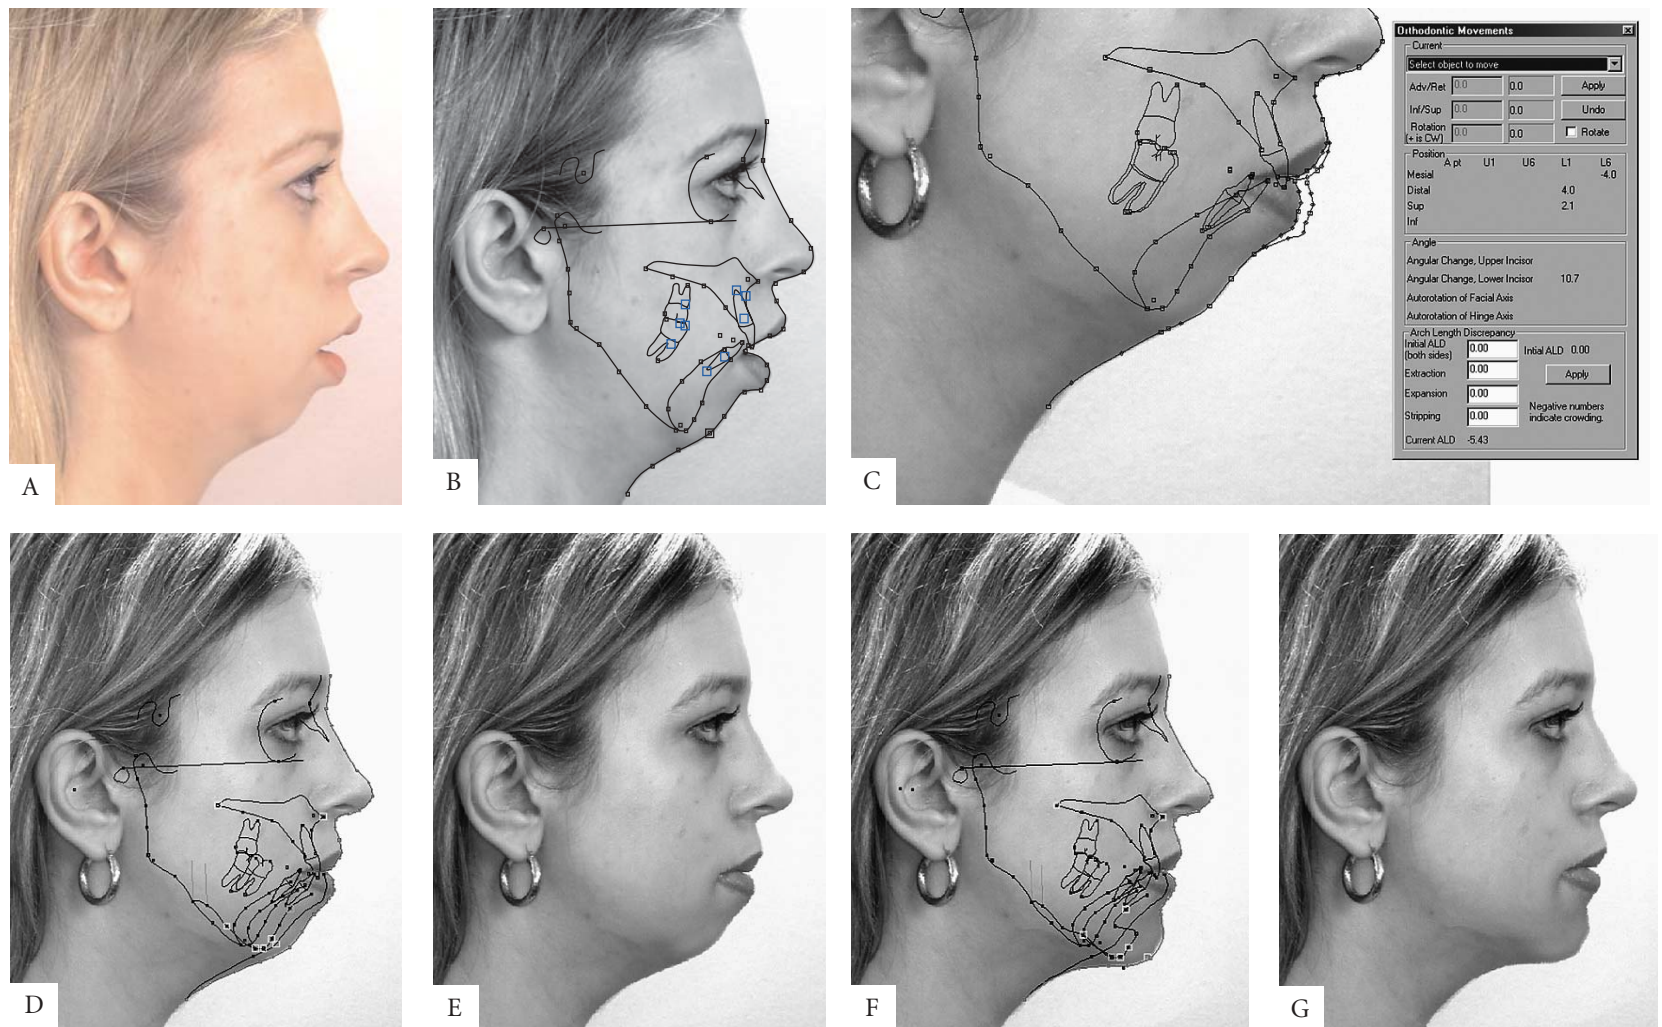 A
B
C
Orthodontic Movements
Current
Select object to move
Adv/Ret 0.0 0.0 Apply
Inf/Sup 0.0 0.0 Undo
Rotation
(+ is CW) 0.0 0.0 Rotate
Position
A pt U1 U6 L1 L6
Mesial -4.0
Distal 4.0
Sup 2.1
Inf
Angle
Angular Change, Upper Incisor
Angular Change, Lower Incisor 10.7
Autorotation of Facial Axis
Autorotation of Hinge Axis
Arch Length Discrepancy
Initial ALD
(both sides) 0.00 Intial ALD 0.00
Extraction 0.00 Apply
Expansion 0.00
Stripping 0.00 Negative numbers
indicate crowding.
Current ALD -5.43
D
E
F
G